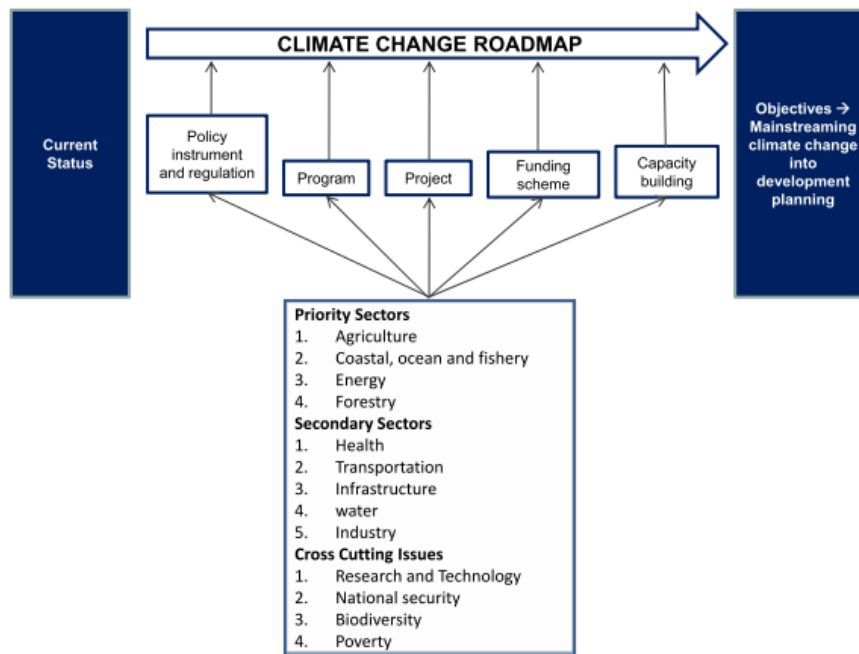 CLIMATE CHANGE ROADMAP
Current
Status
Policy
instrument
and regulation
Program
Project
Funding
scheme
Capacity
building
Objectives →
Mainstreaming
climate change
into
development
planning
Priority Sectors
1. Agriculture
2. Coastal, ocean and fishery
3. Energy
4. Forestry
Secondary Sectors
1. Health
2. Transportation
3. Infrastructure
4. water
5. Industry
Cross Cutting Issues
1. Research and Technology
2. National security
3. Biodiversity
4. Poverty